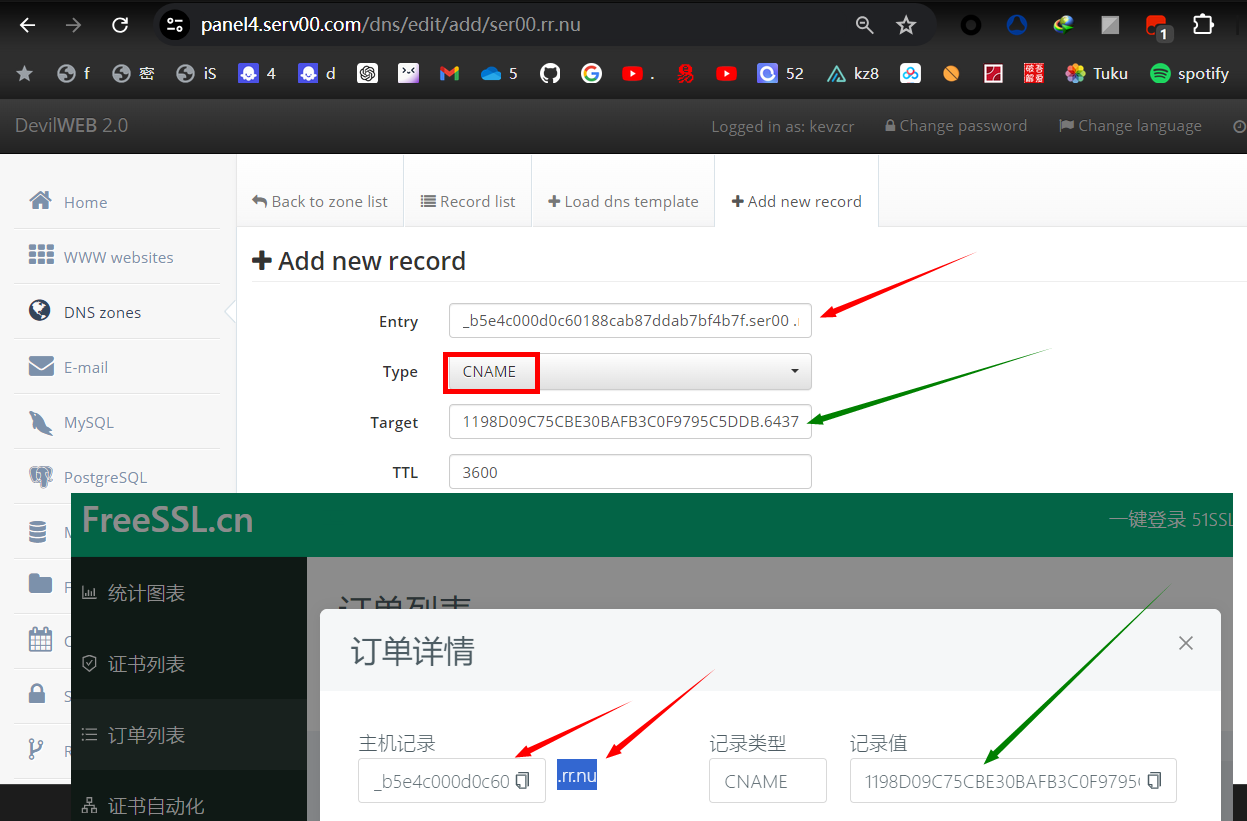 panel4.serv00.com/dns/edit/add/ser00.rr.nu
1
f 密 iS 4 d 5 . 52 kz8 Tuku spotify
DevilWEB 2.0 Logged in as: kevzcr Change password Change language
Home
WWW websites
DNS zones
E-mail
MySQL
PostgreSQL
Back to zone list Record list Load dns template Add new record
Add new record
Entry _b5e4c000d0c60188cab87ddab7bf4b7f.ser00 .
Type CNAME
Target 1198D09C75CBE30BAFB3C0F9795C5DDB.6437
TTL 3600
FreeSSL.cn 一键登录 51SSL
统计图表
证书列表
订单列表
证书自动化
订单列表
订单详情
主机记录 记录类型 记录值
_b5e4c000d0c60 .rr.nu CNAME 1198D09C75CBE30BAFB3C0F9795